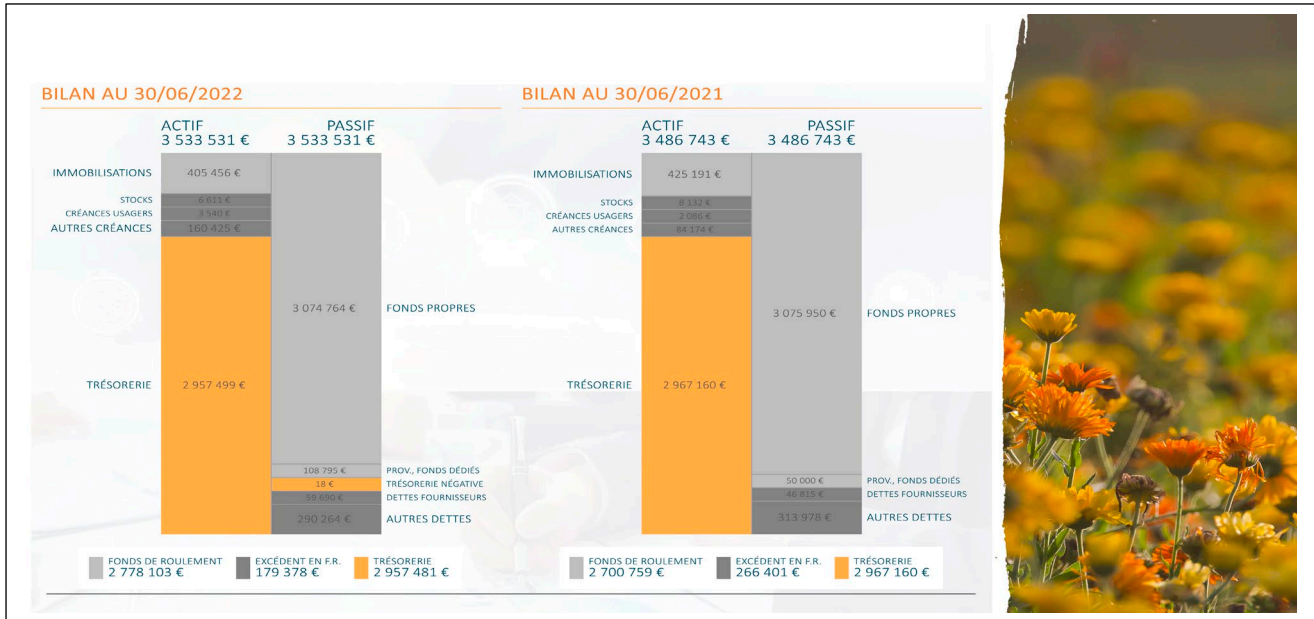 BILAN AU 30/06/2022
ACTIF PASSIF
3 533 531 € 3 533 531 €
IMMOBILISATIONS 405 456 €
STOCKS 6 611 €
CRÉANCES USAGERS 3 540 €
AUTRES CRÉANCES 160 425 €
3 074 764 € FONDS PROPRES
TRÉSORERIE 2 957 499 €
108 795 € PROV., FONDS DÉDIÉS
18 € TRÉSORERIE NÉGATIVE
59 690 € DETTES FOURNISSEURS
290 264 € AUTRES DETTES
FONDS DE ROULEMENT EXCÉDENT EN F.R. TRÉSORERIE
2 778 103 € 179 378 € 2 957 481 €
BILAN AU 30/06/2021
ACTIF PASSIF
3 486 743 € 3 486 743 €
IMMOBILISATIONS 425 191 €
STOCKS 8 132 €
CRÉANCES USAGERS 2 086 €
AUTRES CRÉANCES 84 174 €
3 075 950 € FONDS PROPRES
TRÉSORERIE 2 967 160 €
50 000 € PROV., FONDS DÉDIÉS
46 815 € DETTES FOURNISSEURS
313 978 € AUTRES DETTES
FONDS DE ROULEMENT EXCÉDENT EN F.R. TRÉSORERIE
2 700 759 € 266 401 € 2 967 160 €